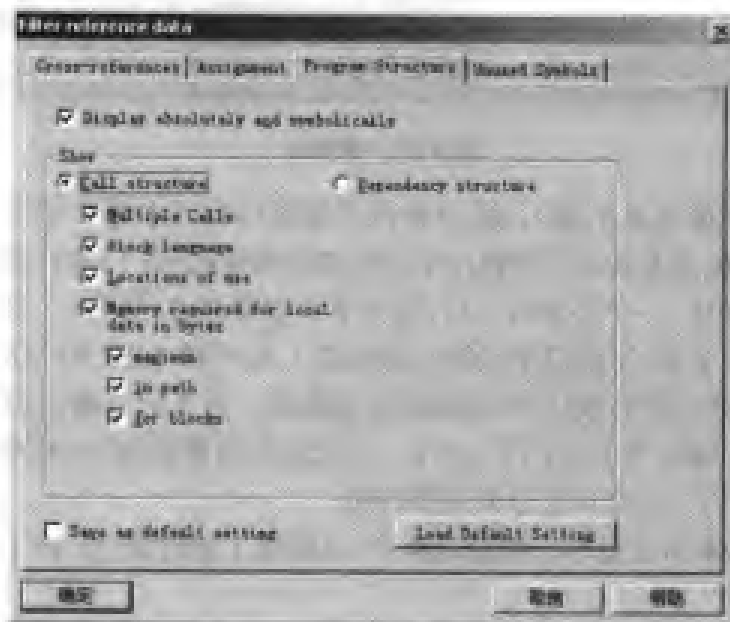 Filter reference data
Cross-references Assignment Program Structure Unused Symbols
Display absolutely and symbolically
Show
Call structure Dependency structure
Multiple Calls
Block language
Locations of use
Memory required for local
data in bytes
maximum
in path
for blocks
Save as default setting Load Default Setting
确定 取消 帮助